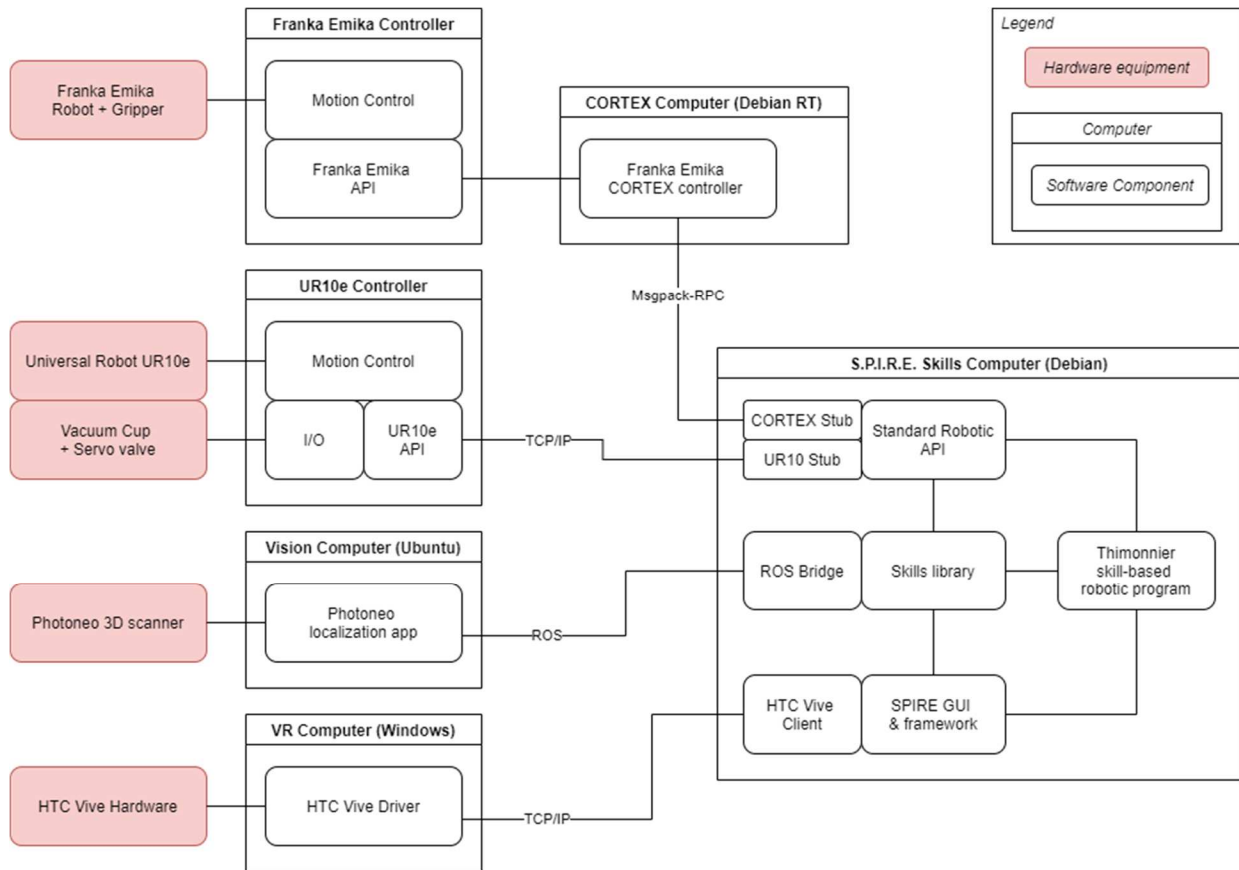 Franka Emika Controller
Franka Emika
Robot + Gripper
Motion Control
Franka Emika
API
CORTEX Computer (Debian RT)
Franka Emika
CORTEX controller
Legend
Hardware equipment
Computer
Software Component
Msgpack-RPC
UR10e Controller
Universal Robot UR10e
Motion Control
Vacuum Cup
+ Servo valve
I/O
UR10e
API
TCP/IP
S.P.I.R.E. Skills Computer (Debian)
CORTEX Stub
UR10 Stub
Standard Robotic
API
ROS Bridge
Skills library
Thimonnier
skill-based
robotic program
HTC Vive
Client
SPIRE GUI
& framework
Vision Computer (Ubuntu)
Photoneo 3D scanner
Photoneo
localization app
ROS
VR Computer (Windows)
HTC Vive Hardware
HTC Vive Driver
TCP/IP